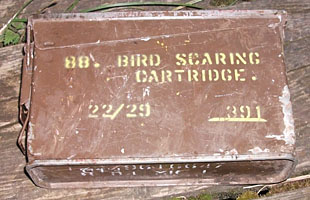 88. BIRD SCARING
CARTRIDGE.
22/29 391